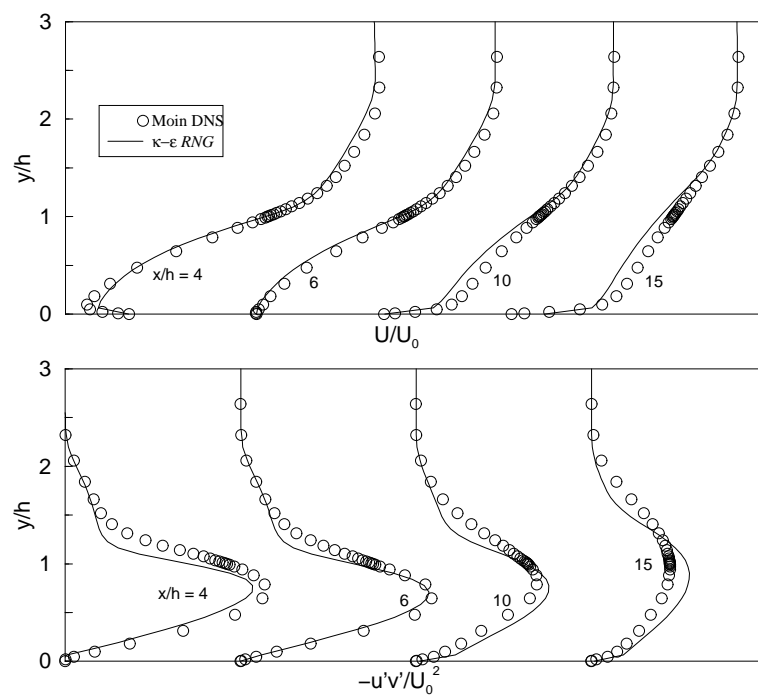 3
2
1
0
y/h
Moin DNS
κ−ε RNG
x/h = 4
6
10
15
U/U₀
3
2
1
0
y/h
x/h = 4
6
10
15
−u'v'/U₀²